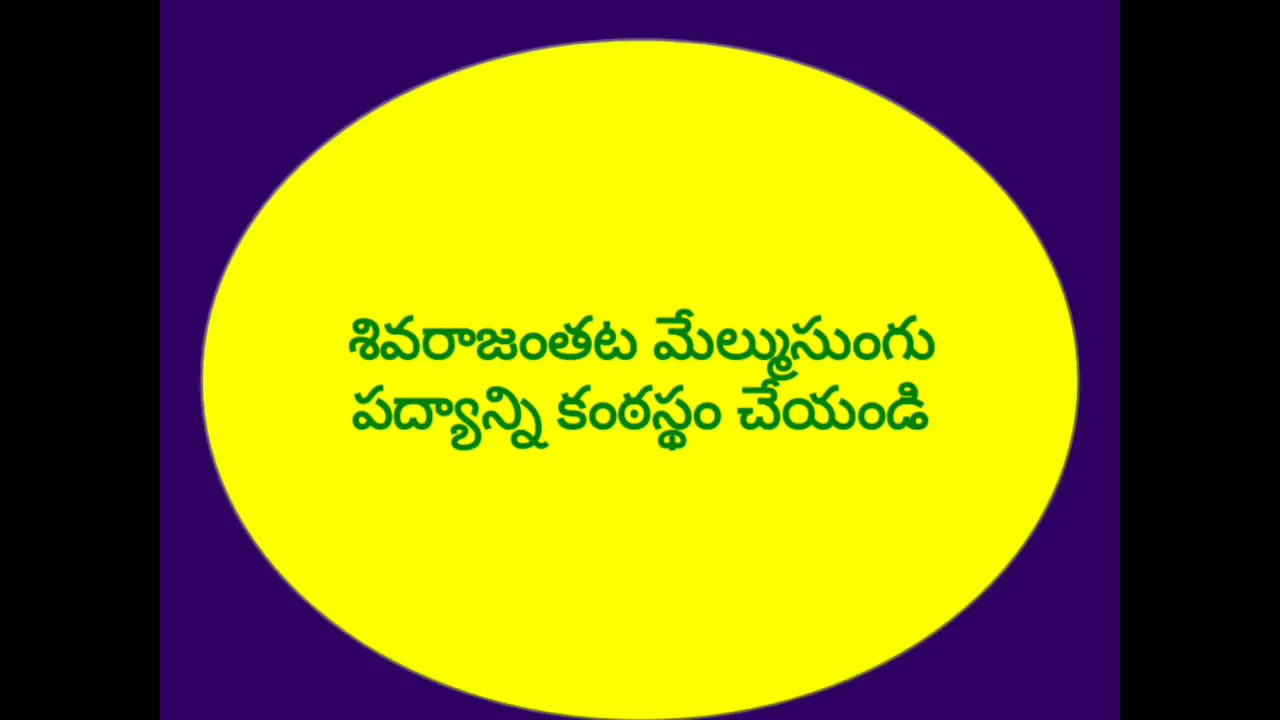 శివరాజంతట మేల్ముసుంగు
పద్యాన్ని కంఠస్థం చేయండి